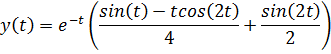 y(t) = e^{-t} \left( \frac{sin(t) - tcos(2t)}{4} + \frac{sin(2t)}{2} \right)